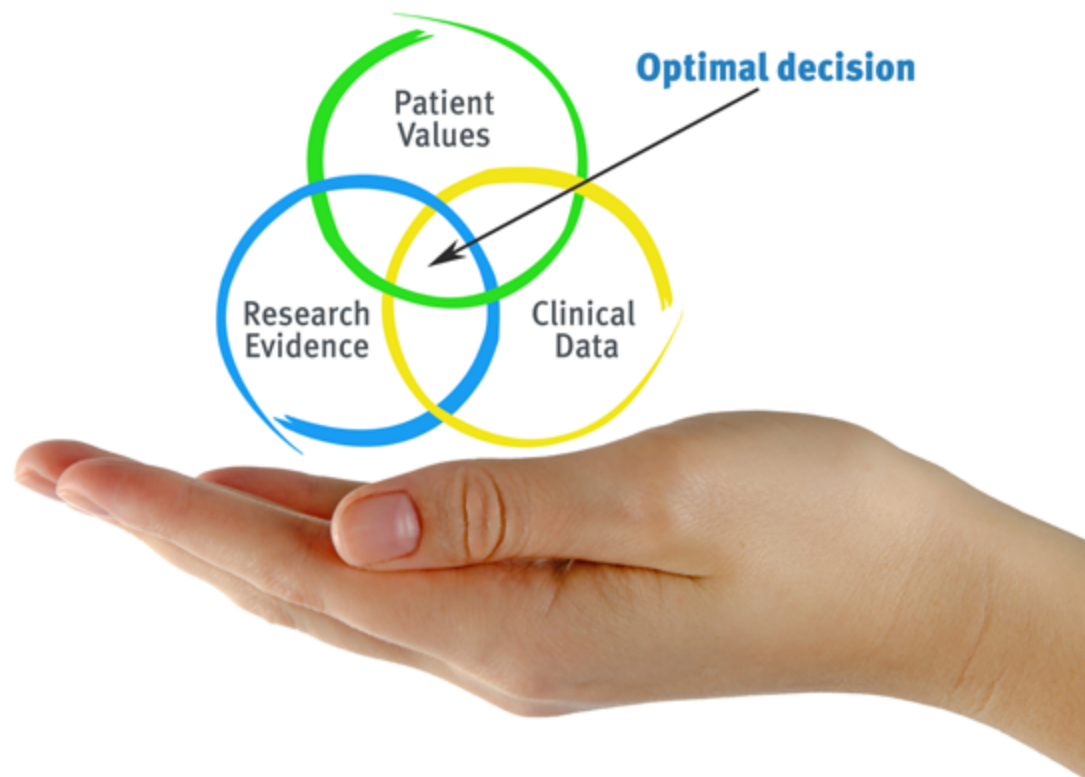 Optimal decision
Patient
Values
Research
Evidence
Clinical
Data